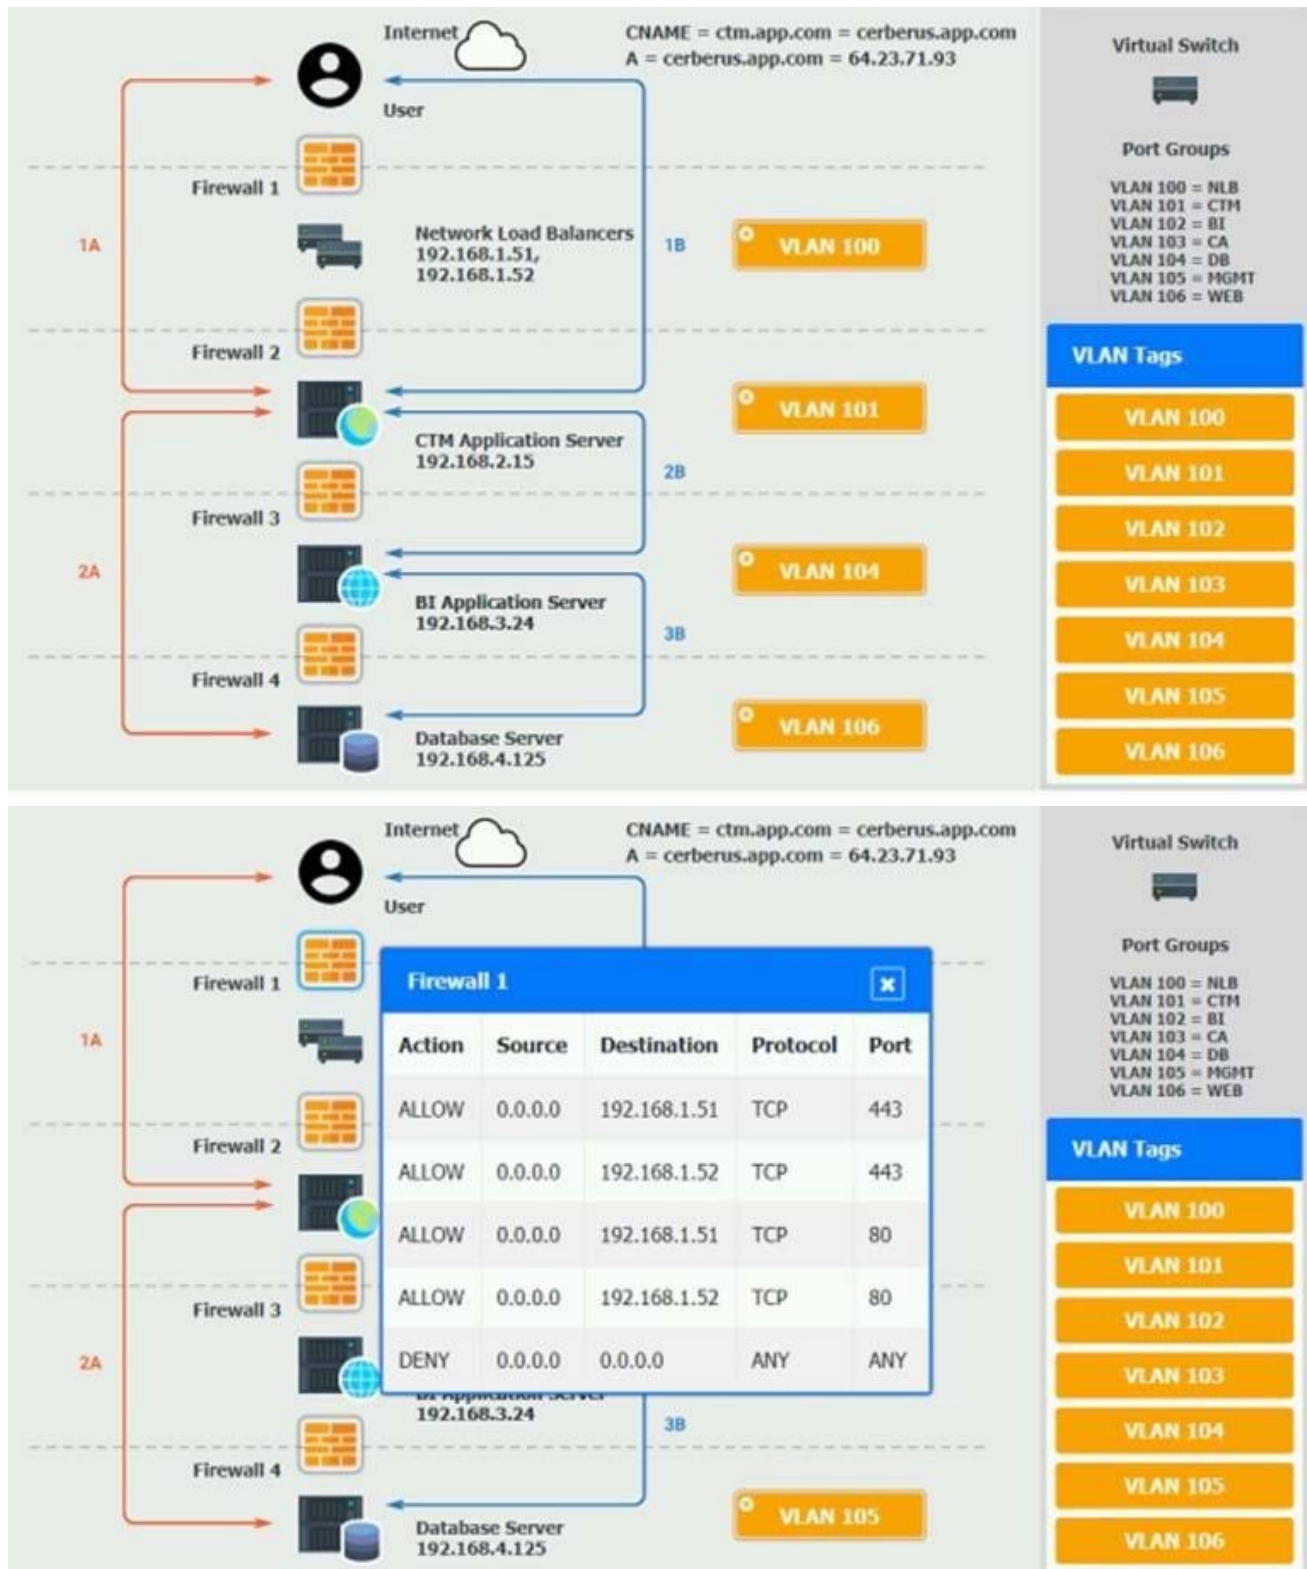 Internet
CNAME = ctm.app.com = cerberus.app.com
A = cerberus.app.com = 64.23.71.93
User
Firewall 1
1A
Network Load Balancers
192.168.1.51,
192.168.1.52
1B
VLAN 100
Firewall 2
VLAN 101
CTM Application Server
192.168.2.15
2B
Firewall 3
2A
VLAN 104
BI Application Server
192.168.3.24
3B
Firewall 4
VLAN 106
Database Server
192.168.4.125
Virtual Switch
Port Groups
VLAN 100 = NLB
VLAN 101 = CTM
VLAN 102 = BI
VLAN 103 = CA
VLAN 104 = DB
VLAN 105 = MGMT
VLAN 106 = WEB
VLAN Tags
VLAN 100
VLAN 101
VLAN 102
VLAN 103
VLAN 104
VLAN 105
VLAN 106
Internet
CNAME = ctm.app.com = cerberus.app.com
A = cerberus.app.com = 64.23.71.93
User
Firewall 1
1A
Firewall 2
Firewall 3
2A
Firewall 1
Action Source Destination Protocol Port
ALLOW 0.0.0.0 192.168.1.51 TCP 443
ALLOW 0.0.0.0 192.168.1.52 TCP 443
ALLOW 0.0.0.0 192.168.1.51 TCP 80
ALLOW 0.0.0.0 192.168.1.52 TCP 80
DENY 0.0.0.0 0.0.0.0 ANY ANY
BI Application Server
192.168.3.24
3B
Firewall 4
VLAN 105
Database Server
192.168.4.125
Virtual Switch
Port Groups
VLAN 100 = NLB
VLAN 101 = CTM
VLAN 102 = BI
VLAN 103 = CA
VLAN 104 = DB
VLAN 105 = MGMT
VLAN 106 = WEB
VLAN Tags
VLAN 100
VLAN 101
VLAN 102
VLAN 103
VLAN 104
VLAN 105
VLAN 106